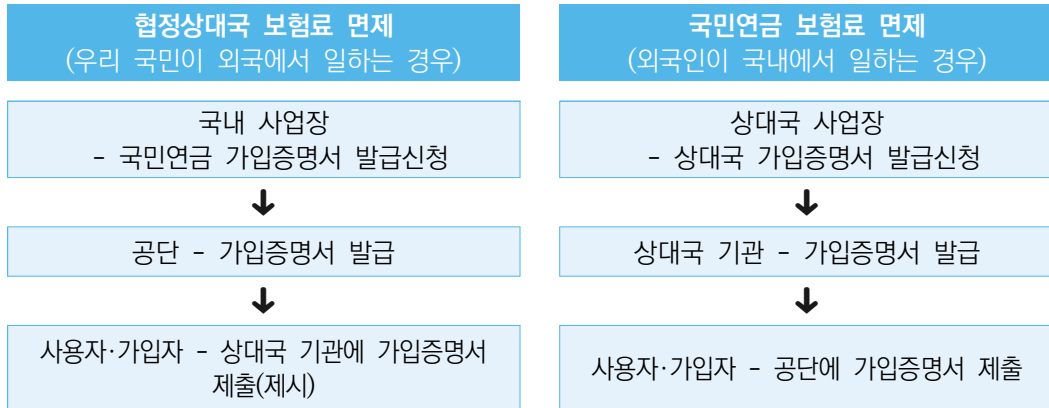 협정상대국 보험료 면제
(우리 국민이 외국에서 일하는 경우)
국내 사업장
- 국민연금 가입증명서 발급신청
공단 - 가입증명서 발급
사용자·가입자 - 상대국 기관에 가입증명서
제출(제시)
국민연금 보험료 면제
(외국인이 국내에서 일하는 경우)
상대국 사업장
- 상대국 가입증명서 발급신청
상대국 기관 - 가입증명서 발급
사용자·가입자 - 공단에 가입증명서 제출